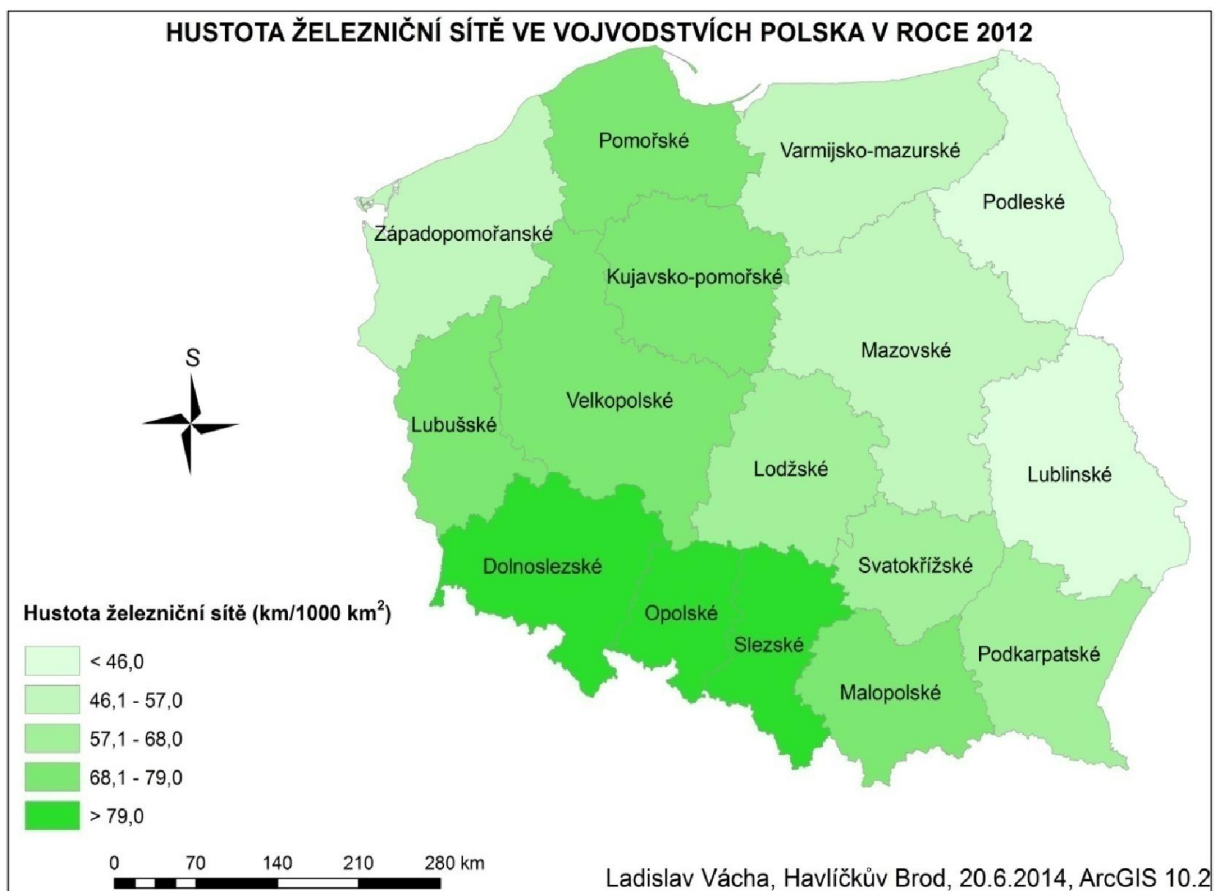 HUSTOTA ŽELEZNIČNÍ SÍTĚ VE VOJVODSTVÍCH POLSKA V ROCE 2012
Pomořské
Varmijsko-mazurské
Podleské
Západopomořanské
Kujavsko-pomořské
Mazovské
S
Velkopolské
Lubušské
Lodžské
Lublinské
Dolnoslezské
Svatokřížské
Opolské
Slezské
Podkarpatské
Malopolské
Hustota železniční sítě (km/1000 km²)
< 46,0
46,1 - 57,0
57,1 - 68,0
68,1 - 79,0
> 79,0
0 70 140 210 280 km
Ladislav Vácha, Havlíčkův Brod, 20.6.2014, ArcGIS 10.2